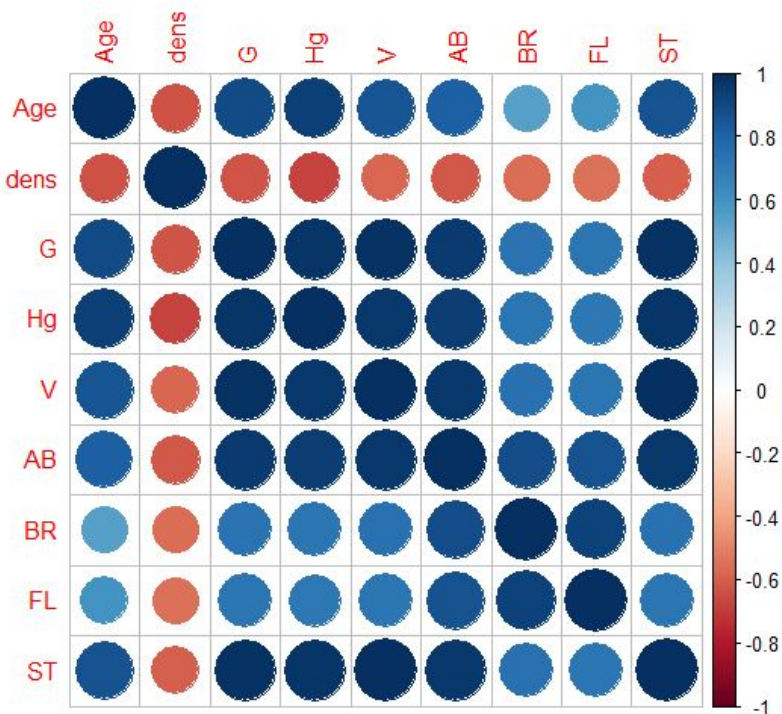 Age dens G Hg V AB BR FL ST
Age
dens
G
Hg
V
AB
BR
FL
ST
1
0.8
0.6
0.4
0.2
0
-0.2
-0.4
-0.6
-0.8
-1